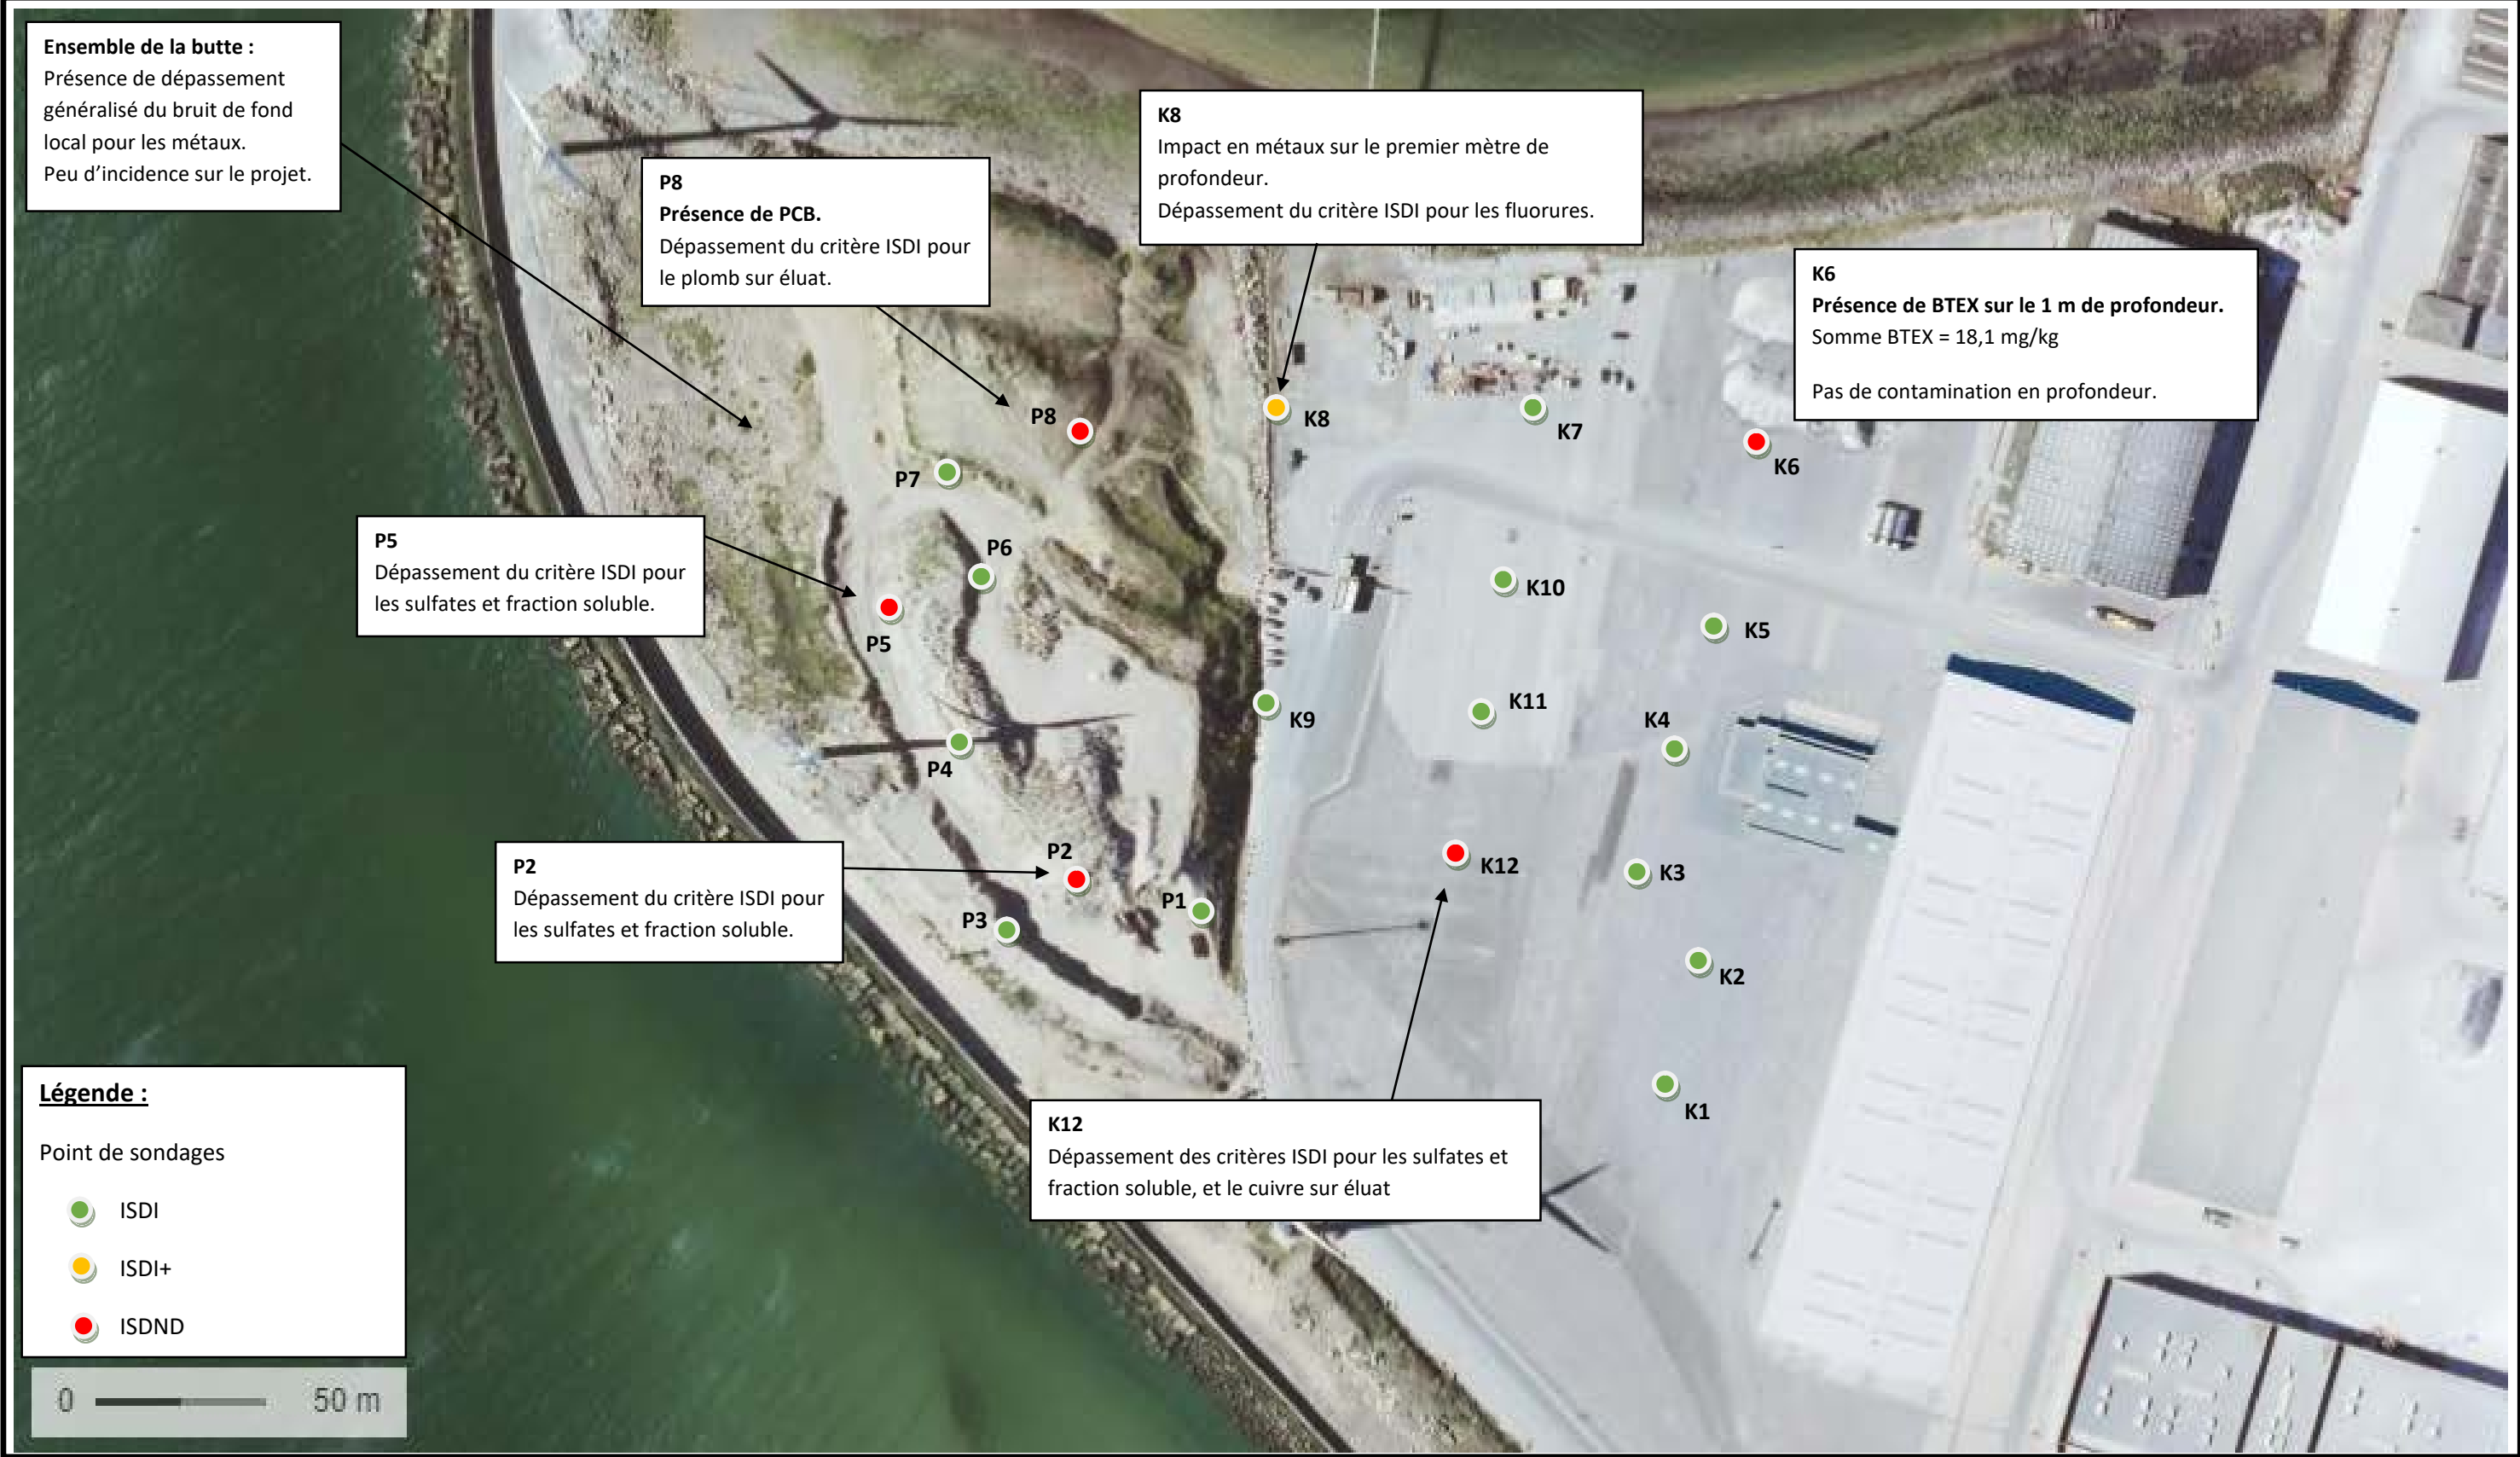 Ensemble de la butte :
Présence de dépassement
généralisé du bruit de fond
local pour les métaux.
Peu d'incidence sur le projet.
P8
Présence de PCB.
Dépassement du critère ISDI pour
le plomb sur éluat.
K8
Impact en métaux sur le premier mètre de
profondeur.
Dépassement du critère ISDI pour les fluorures.
K6
Présence de BTEX sur le 1 m de profondeur.
Somme BTEX = 18,1 mg/kg
Pas de contamination en profondeur.
P8
K8
K7
K6
P7
P5
Dépassement du critère ISDI pour
les sulfates et fraction soluble.
P6
P5
K10
K5
K9
K11
K4
P4
P2
Dépassement du critère ISDI pour
les sulfates et fraction soluble.
P2
P1
P3
K12
K3
K2
K1
K12
Dépassement des critères ISDI pour les sulfates et
fraction soluble, et le cuivre sur éluat
Légende :
Point de sondages
ISDI
ISDI+
ISDND
0 50 m